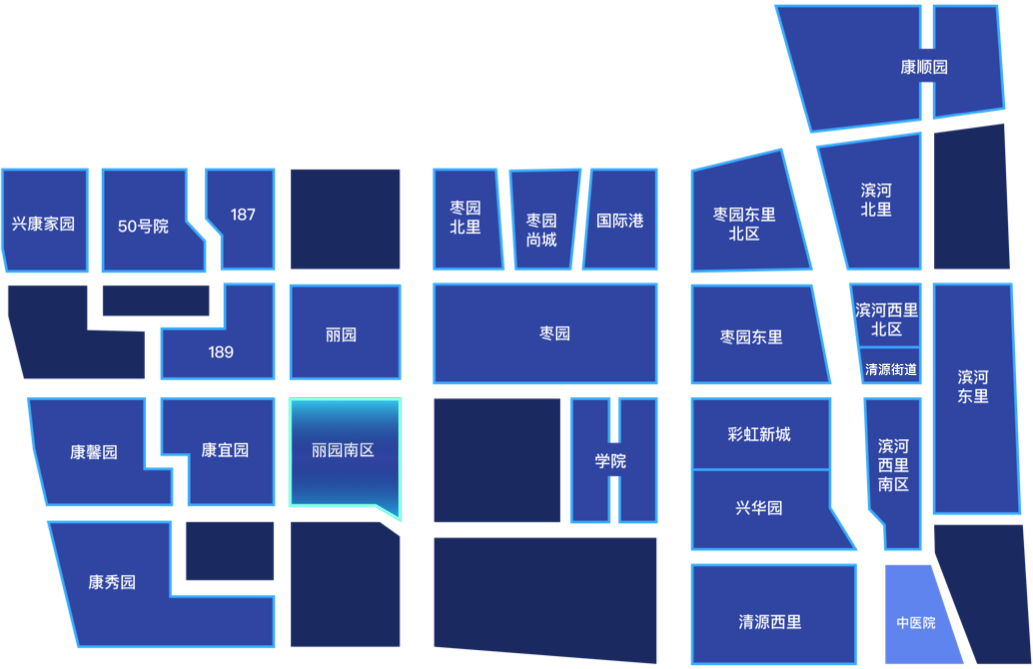 康顺园
兴康家园
50号院
187
枣园
北里
枣园
尚城
国际港
枣园东里
北区
滨河
北里
189
丽园
枣园
枣园东里
滨河西里
北区
清源街道
滨河
东里
康馨园
康宜园
丽园南区
学院
彩虹新城
兴华园
滨河
西里
南区
康秀园
清源西里
中医院